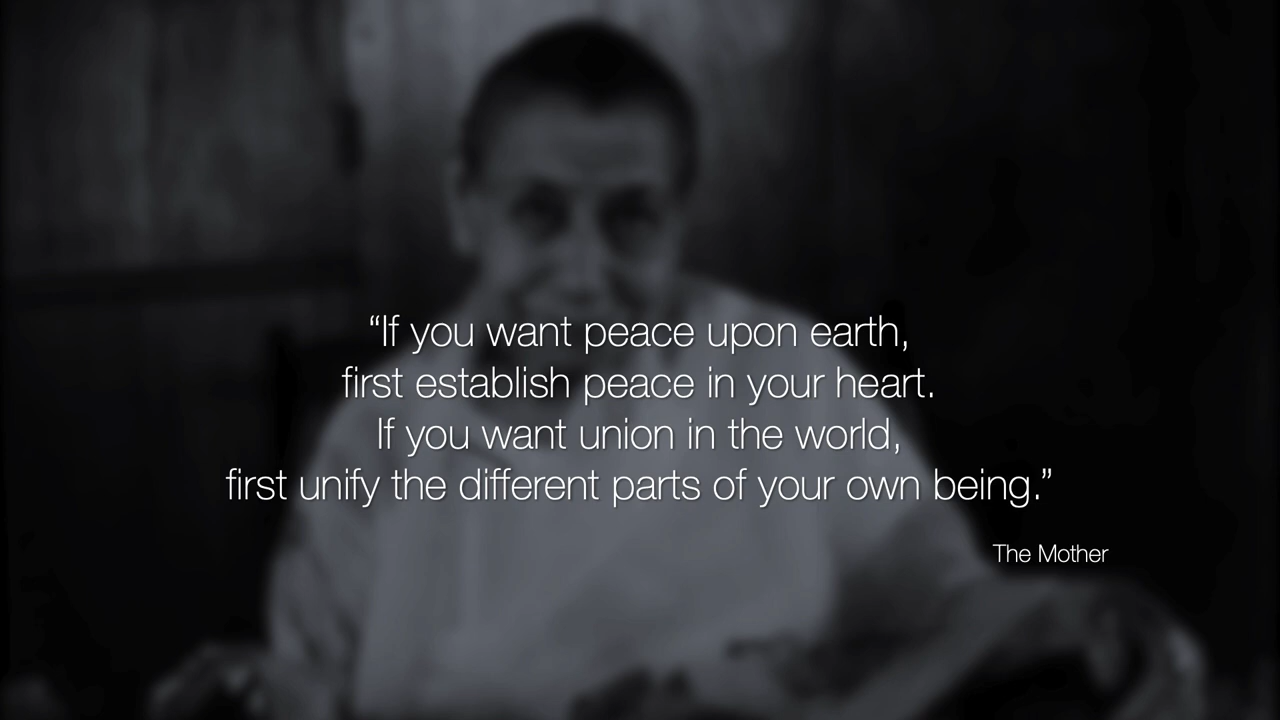 “If you want peace upon earth,
first establish peace in your heart.
If you want union in the world,
first unify the different parts of your own being.”
The Mother